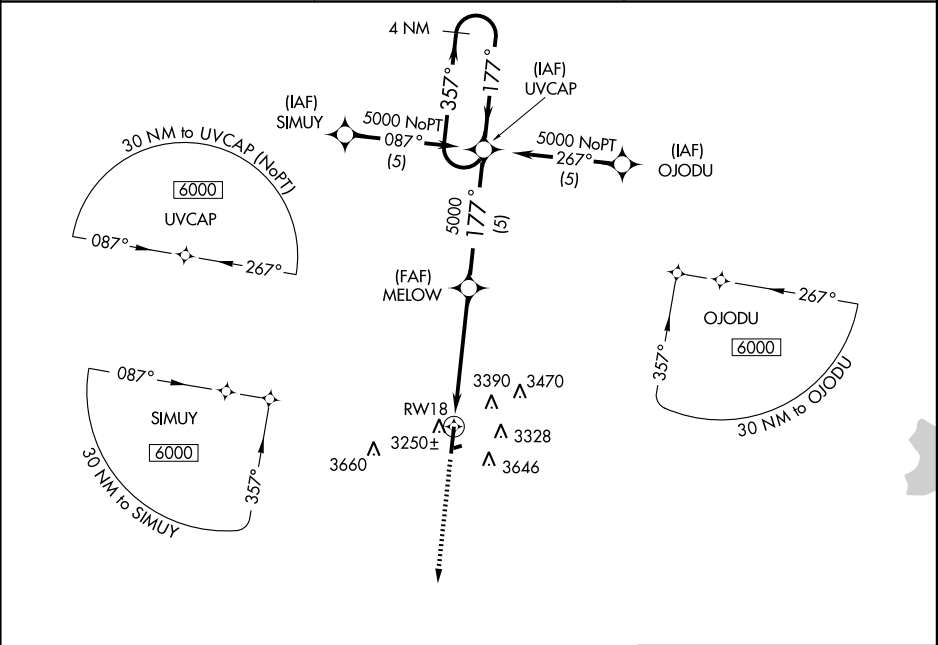 4 NM
357°
177°
(IAF)
UVCAP
(IAF)
SIMUY
5000 NoPT
087°
(5)
5000 NoPT
267°
(5)
(IAF)
OJODU
30 NM to UVCAP (NoPT)
6000
UVCAP
087°
267°
5000
177°
(5)
(FAF)
MELOW
OJODU
6000
267°
357°
30 NM to OJODU
087°
SIMUY
6000
357°
30 NM to SIMUY
3390
3470
RW18
3250±
3328
3660
3646